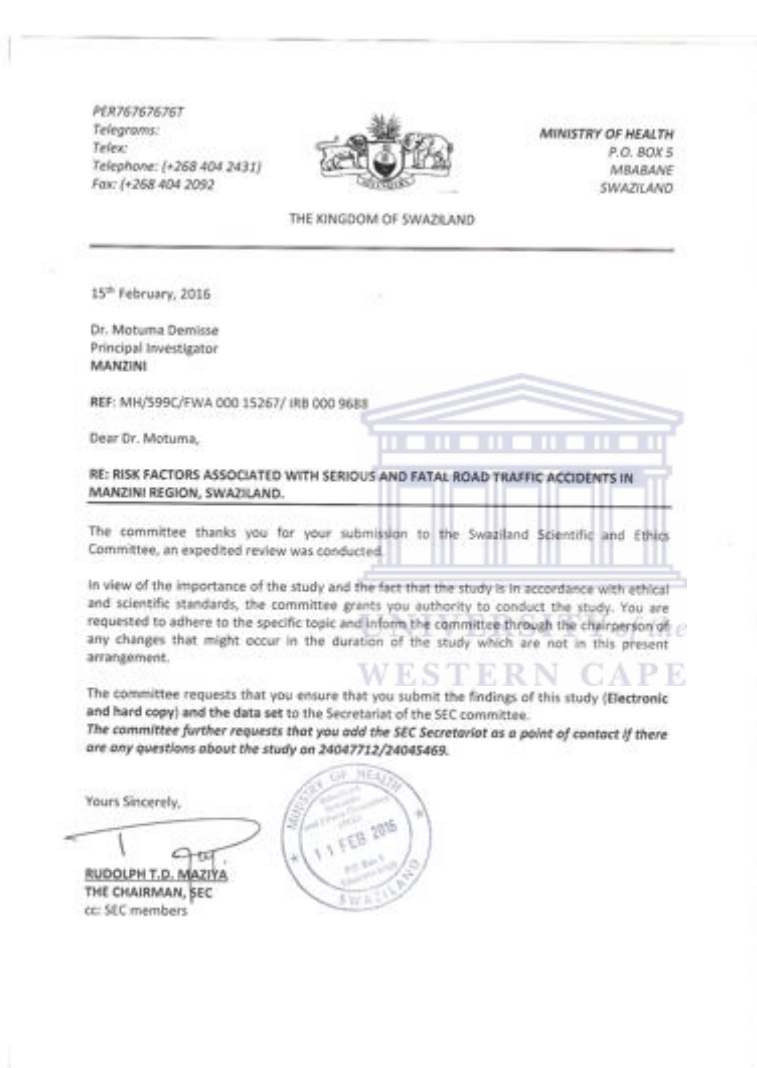 PER76767676T
Telegrams:
Telex:
Telephone: (+268 404 2431)
Fax: (+268 404 2092
MINISTRY OF HEALTH
P.O. BOX 5
MBABANE
SWAZILAND
THE KINGDOM OF SWAZILAND
15th February, 2016
Dr. Motuma Demisse
Principal Investigator
MANZINI
REF: MH/599C/FWA 000 15267/ IRB 000 9688
Dear Dr. Motuma,
RE: RISK FACTORS ASSOCIATED WITH SERIOUS AND FATAL ROAD TRAFFIC ACCIDENTS IN
MANZINI REGION, SWAZILAND.
The committee thanks you for your submission to the Swaziland Scientific and Ethics
Committee, an expedited review was conducted.
In view of the importance of the study and the fact that the study is in accordance with ethical
and scientific standards, the committee grants you authority to conduct the study. You are
requested to adhere to the specific topic and inform the committee through the chairperson of
any changes that might occur in the duration of the study which are not in this present
arrangement.
UNIVERSITY of the
WESTERN CAPE
The committee requests that you ensure that you submit the findings of this study (Electronic
and hard copy) and the data set to the Secretariat of the SEC committee.
The committee further requests that you add the SEC Secretariat as a point of contact if there
are any questions about the study on 24047712/24045469.
Yours Sincerely,
RUDOLPH T.D. MAZIYA
THE CHAIRMAN, SEC
cc: SEC members
MINISTRY OF HEALTH
11 FEB 2016
P.O. Box 5
SWAZILAND